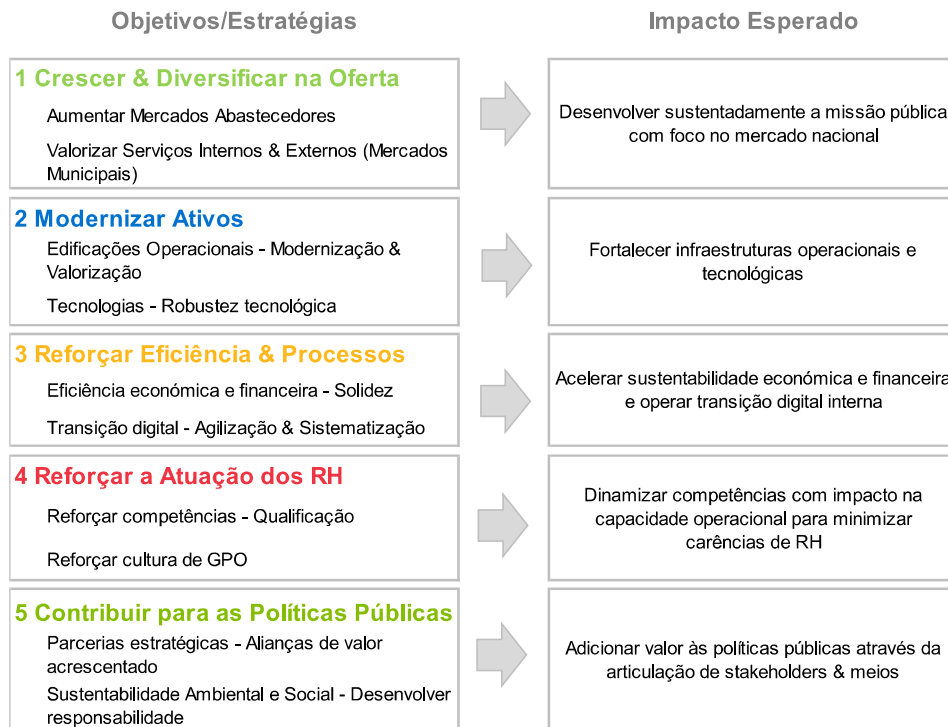 Objetivos/Estratégias
Impacto Esperado
1 Crescer & Diversificar na Oferta
Aumentar Mercados Abastecedores
Valorizar Serviços Internos & Externos (Mercados
Municipais)
Desenvolver sustentadamente a missão pública
com foco no mercado nacional
2 Modernizar Ativos
Edificações Operacionais - Modernização &
Valorização
Tecnologias - Robustez tecnológica
Fortalecer infraestruturas operacionais e
tecnológicas
3 Reforçar Eficiência & Processos
Eficiência económica e financeira - Solidez
Transição digital - Agilização & Sistematização
Acelerar sustentabilidade económica e financeira
e operar transição digital interna
4 Reforçar a Atuação dos RH
Reforçar competências - Qualificação
Reforçar cultura de GPO
Dinamizar competências com impacto na
capacidade operacional para minimizar
carências de RH
5 Contribuir para as Políticas Públicas
Parcerias estratégicas - Alianças de valor
acrescentado
Sustentabilidade Ambiental e Social - Desenvolver
responsabilidade
Adicionar valor às políticas públicas através da
articulação de stakeholders & meios